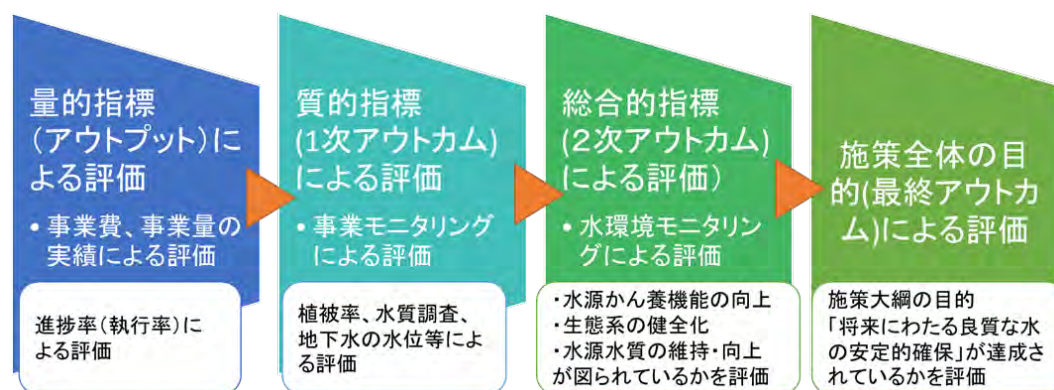 量的指標
（アウトプット）に
よる評価
• 事業費、事業量の
実績による評価
進捗率（執行率）に
よる評価
質的指標
(1次アウトカム)
による評価
• 事業モニタリング
による評価
植被率、水質調査、
地下水の水位等によ
る評価
総合的指標
(２次アウトカム)
による評価）
• 水環境モニタリン
グによる評価
・水源かん養機能の向上
・生態系の健全化
・水源水質の維持・向上
が図られているかを評価
施策全体の目
的(最終アウトカ
ム)による評価
施策大綱の目的
「将来にわたる良質な水
の安定的確保」が達成さ
れているかを評価